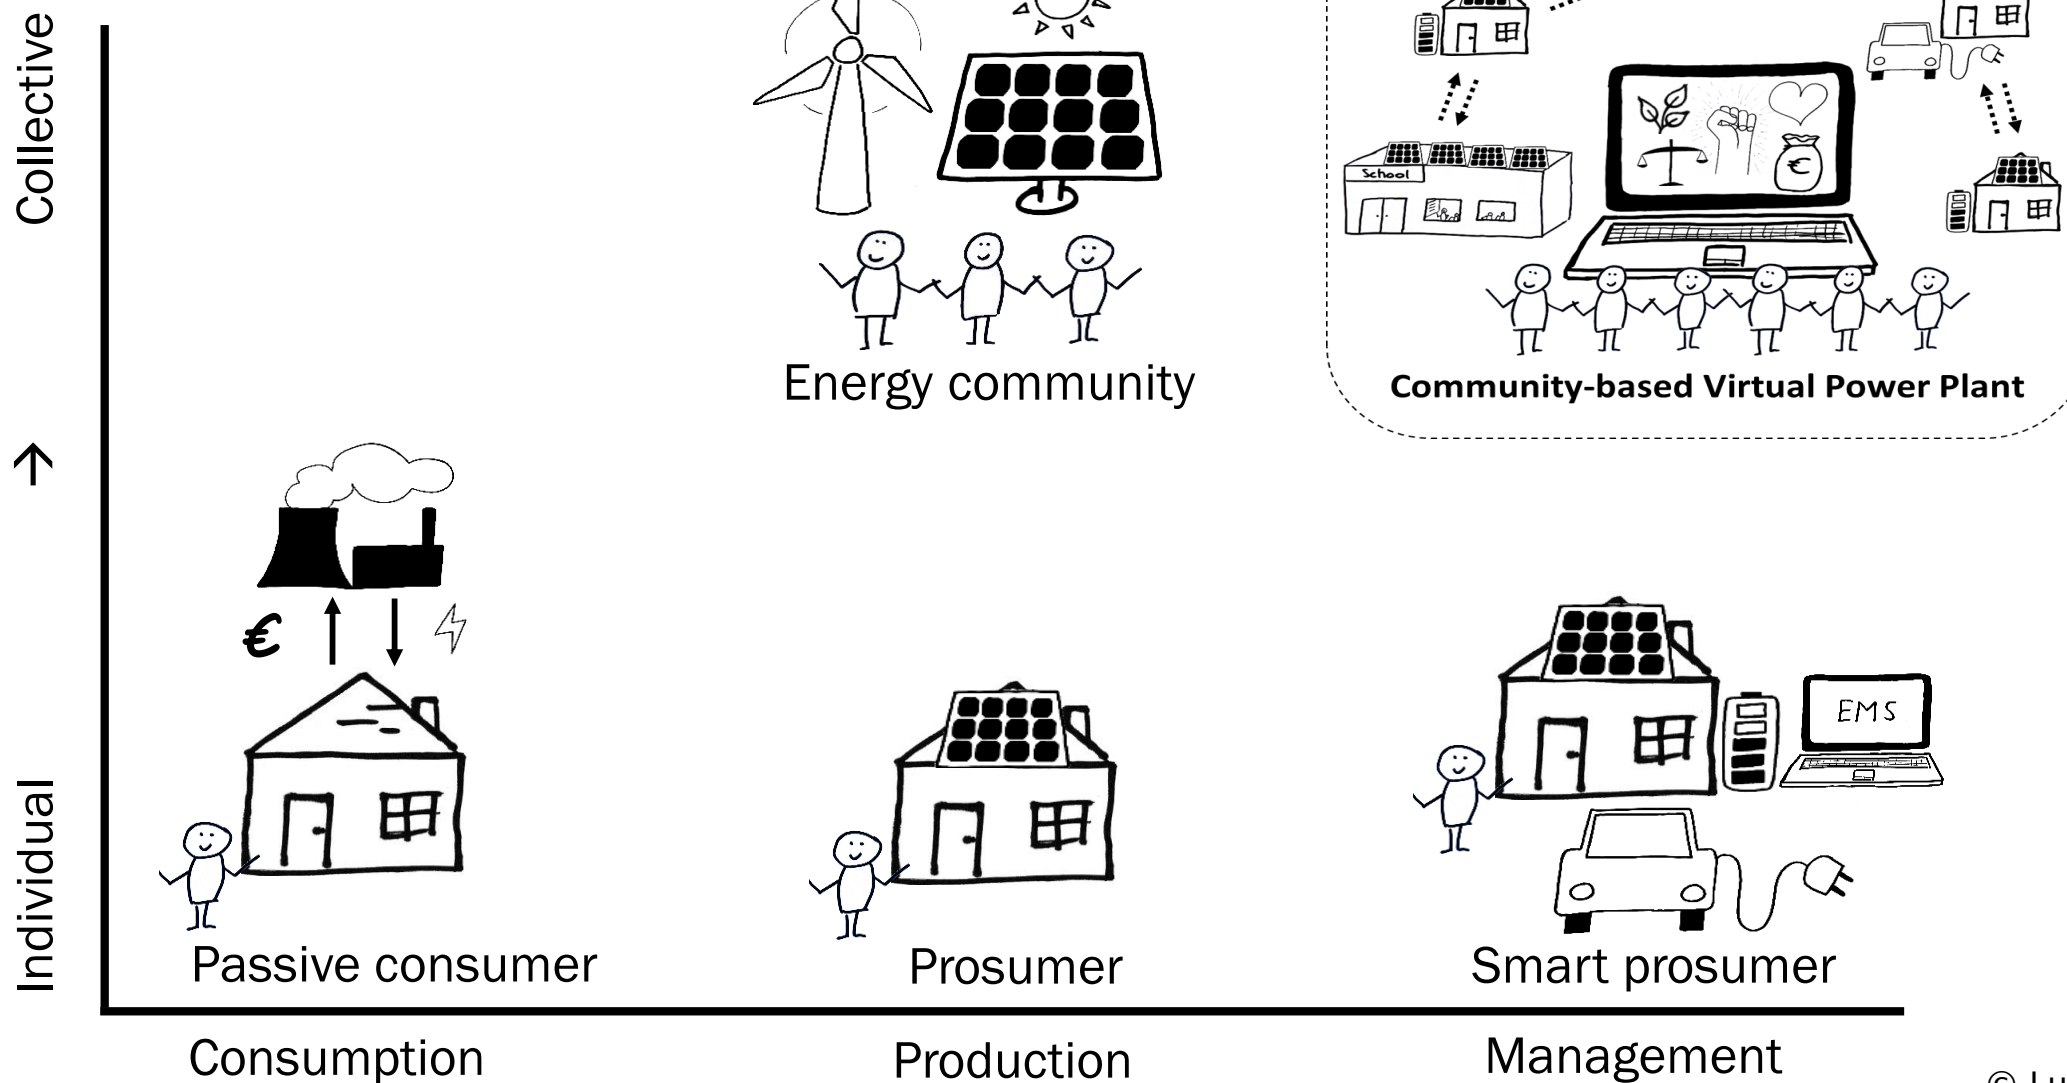 Collective
School
€
Energy community
Community-based Virtual Power Plant
↑
€
EMS
Individual
Passive consumer
Prosumer
Smart prosumer
Consumption
Production
Management